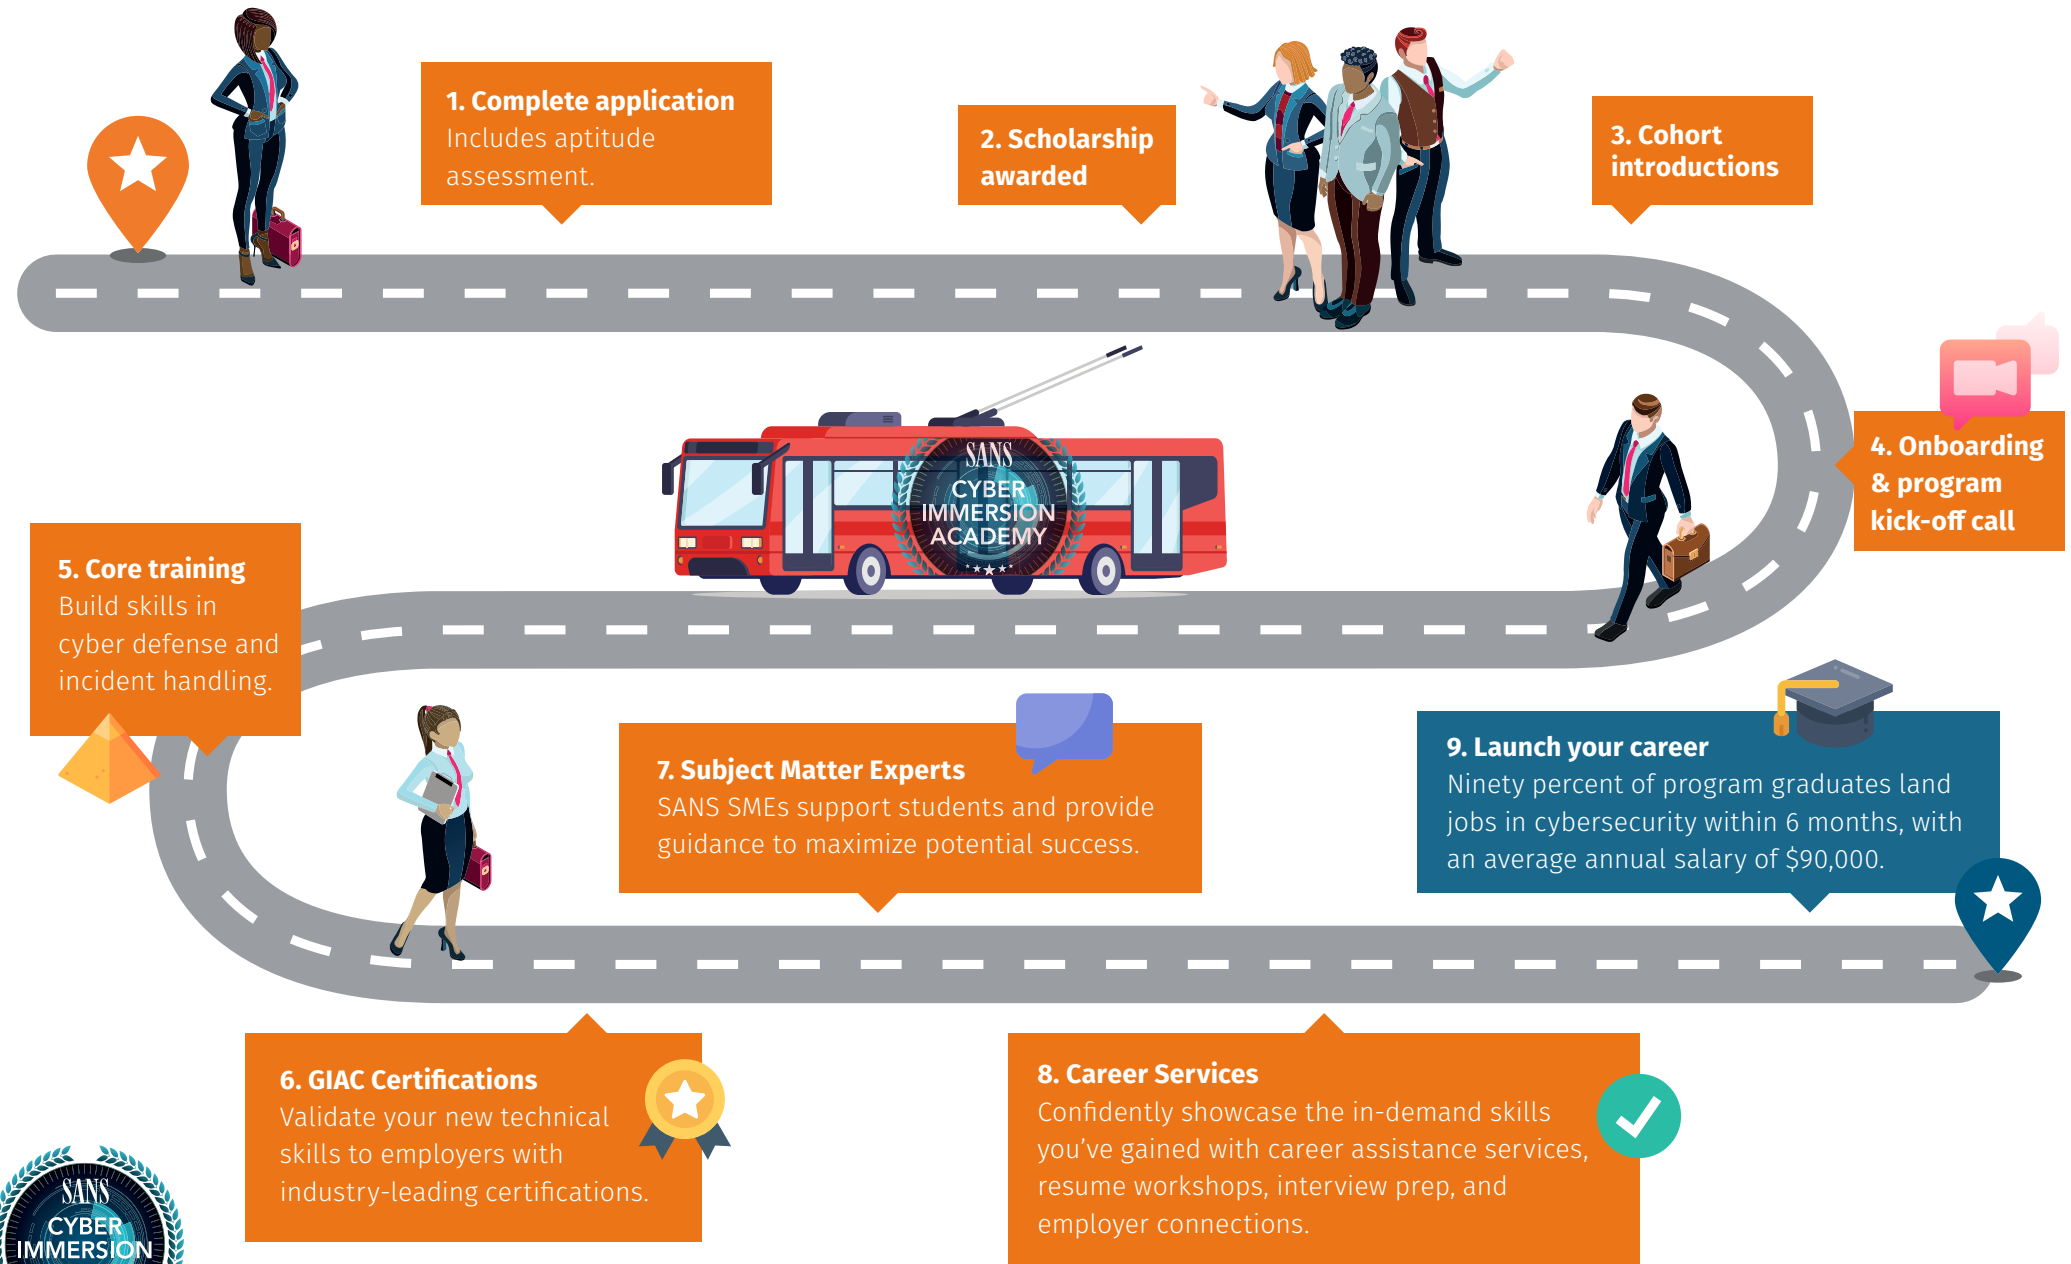 1. Complete application
Includes aptitude
assessment.
2. Scholarship
awarded
3. Cohort
introductions
4. Onboarding
& program
kick-off call
SANS
CYBER
IMMERSION
ACADEMY
5. Core training
Build skills in
cyber defense and
incident handling.
7. Subject Matter Experts
SANS SMEs support students and provide
guidance to maximize potential success.
9. Launch your career
Ninety percent of program graduates land
jobs in cybersecurity within 6 months, with
an average annual salary of $90,000.
6. GIAC Certifications
Validate your new technical
skills to employers with
industry-leading certifications.
8. Career Services
Confidently showcase the in-demand skills
you’ve gained with career assistance services,
resume workshops, interview prep, and
employer connections.
SANS
CYBER
IMMERSION